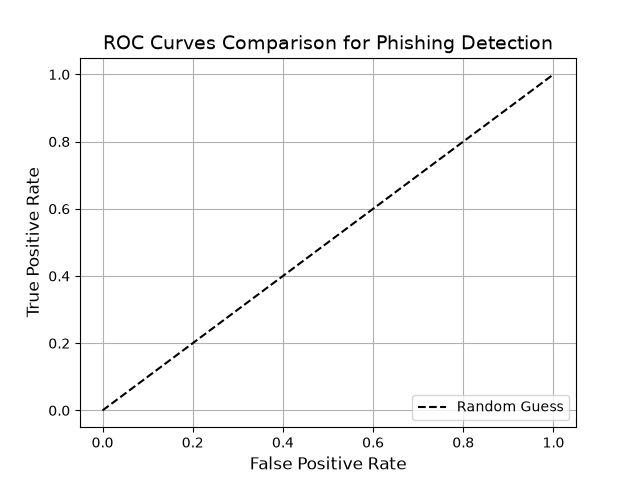 ROC Curves Comparison for Phishing Detection
True Positive Rate
1.0
0.8
0.6
0.4
0.2
0.0
Random Guess
0.0 0.2 0.4 0.6 0.8 1.0
False Positive Rate